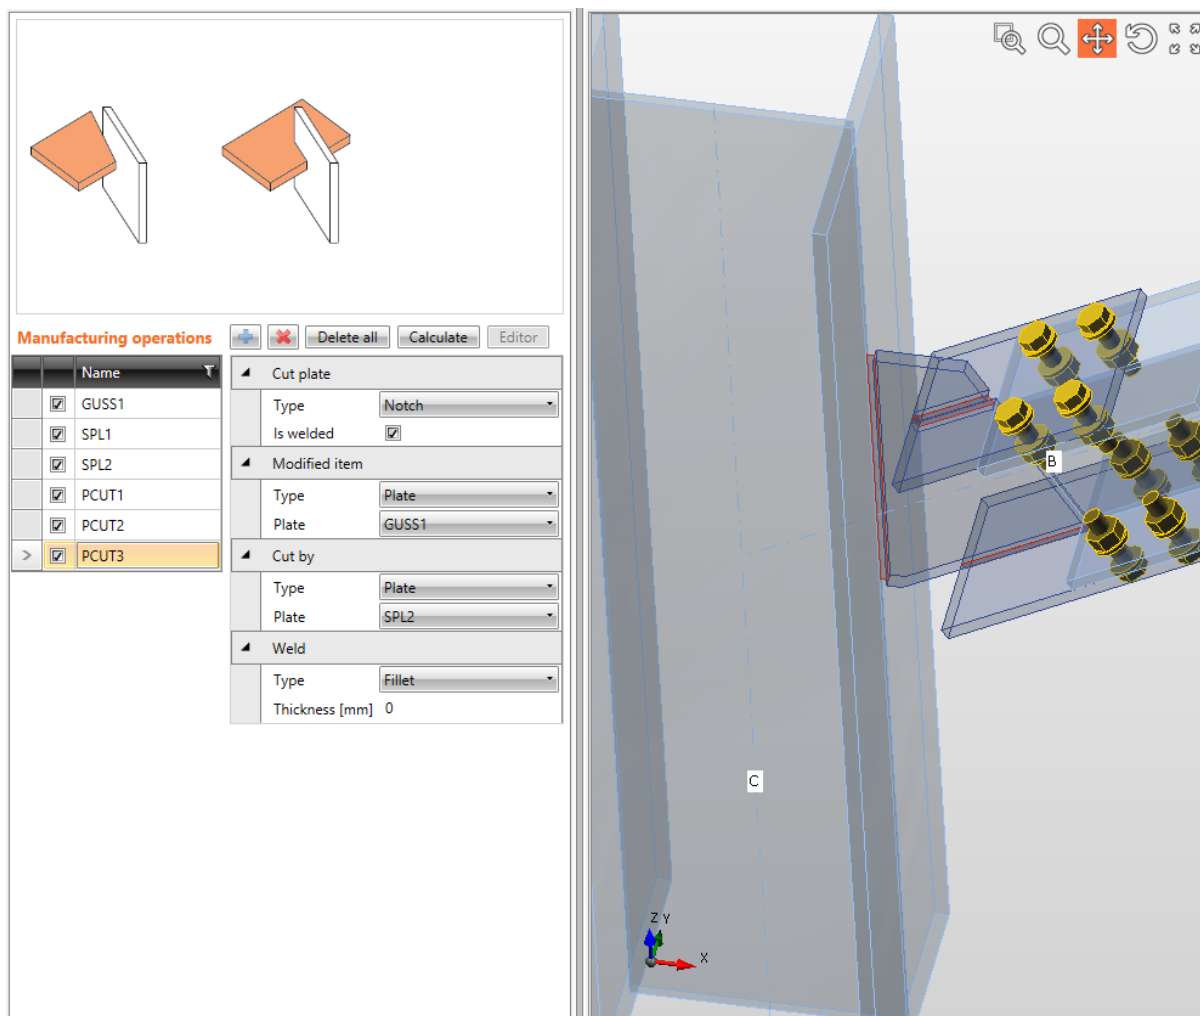 Manufacturing operations
Delete all
Calculate
Editor
Name
GUSS1
SPL1
SPL2
PCUT1
PCUT2
> PCUT3
Cut plate
Type Notch
Is welded
Modified item
Type Plate
Plate GUSS1
Cut by
Type Plate
Plate SPL2
Weld
Type Fillet
Thickness [mm] 0
B
C
Z Y
X